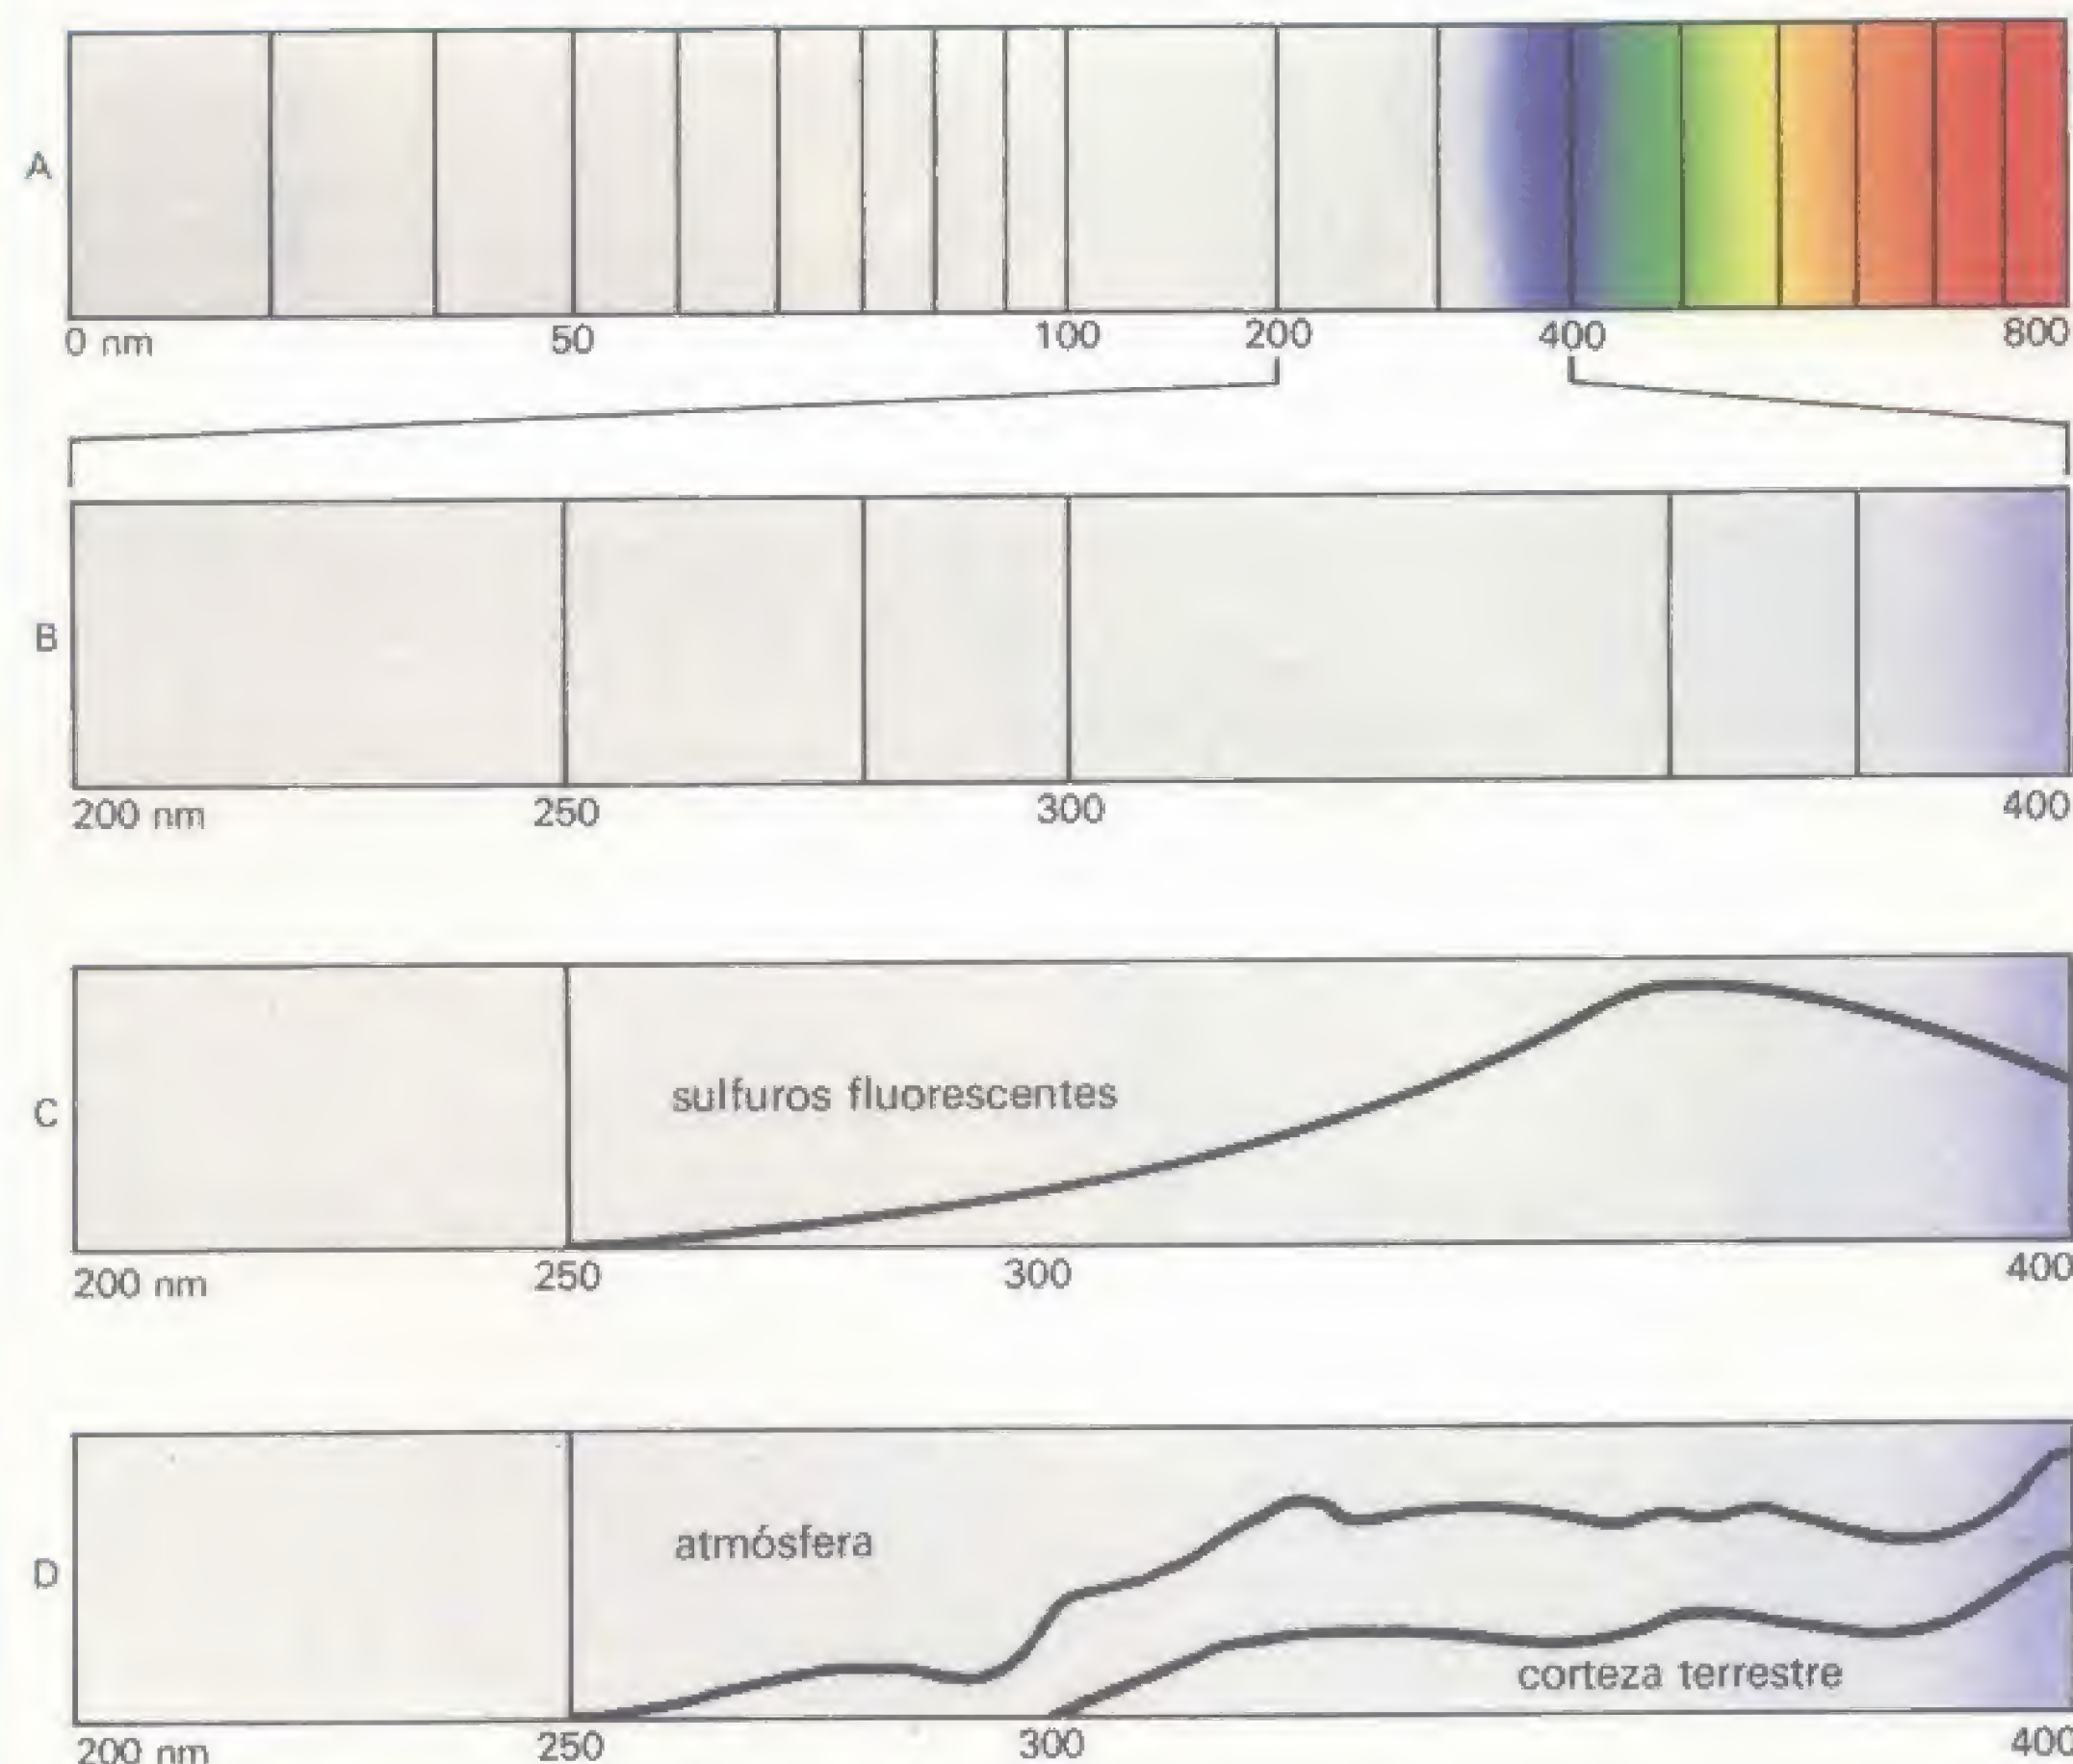 A
0 nm 50 100 200 400 800
B
200 nm 250 300 400
C
sulfuros fluorescentes
200 nm 250 300 400
D
atmósfera
corteza terrestre
200 nm 250 300 400